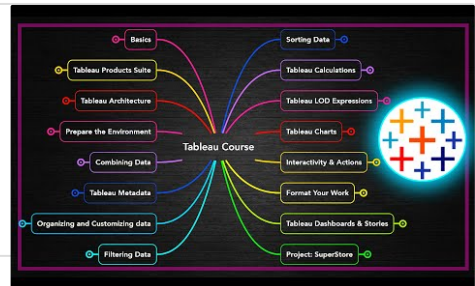 Basics
Tableau Products Suite
Tableau Architecture
Prepare the Environment
Combining Data
Tableau Metadata
Organizing and Customizing data
Filtering Data
Tableau Course
Sorting Data
Tableau Calculations
Tableau LOD Expressions
Tableau Charts
Interactivity & Actions
Format Your Work
Tableau Dashboards & Stories
Project: SuperStore